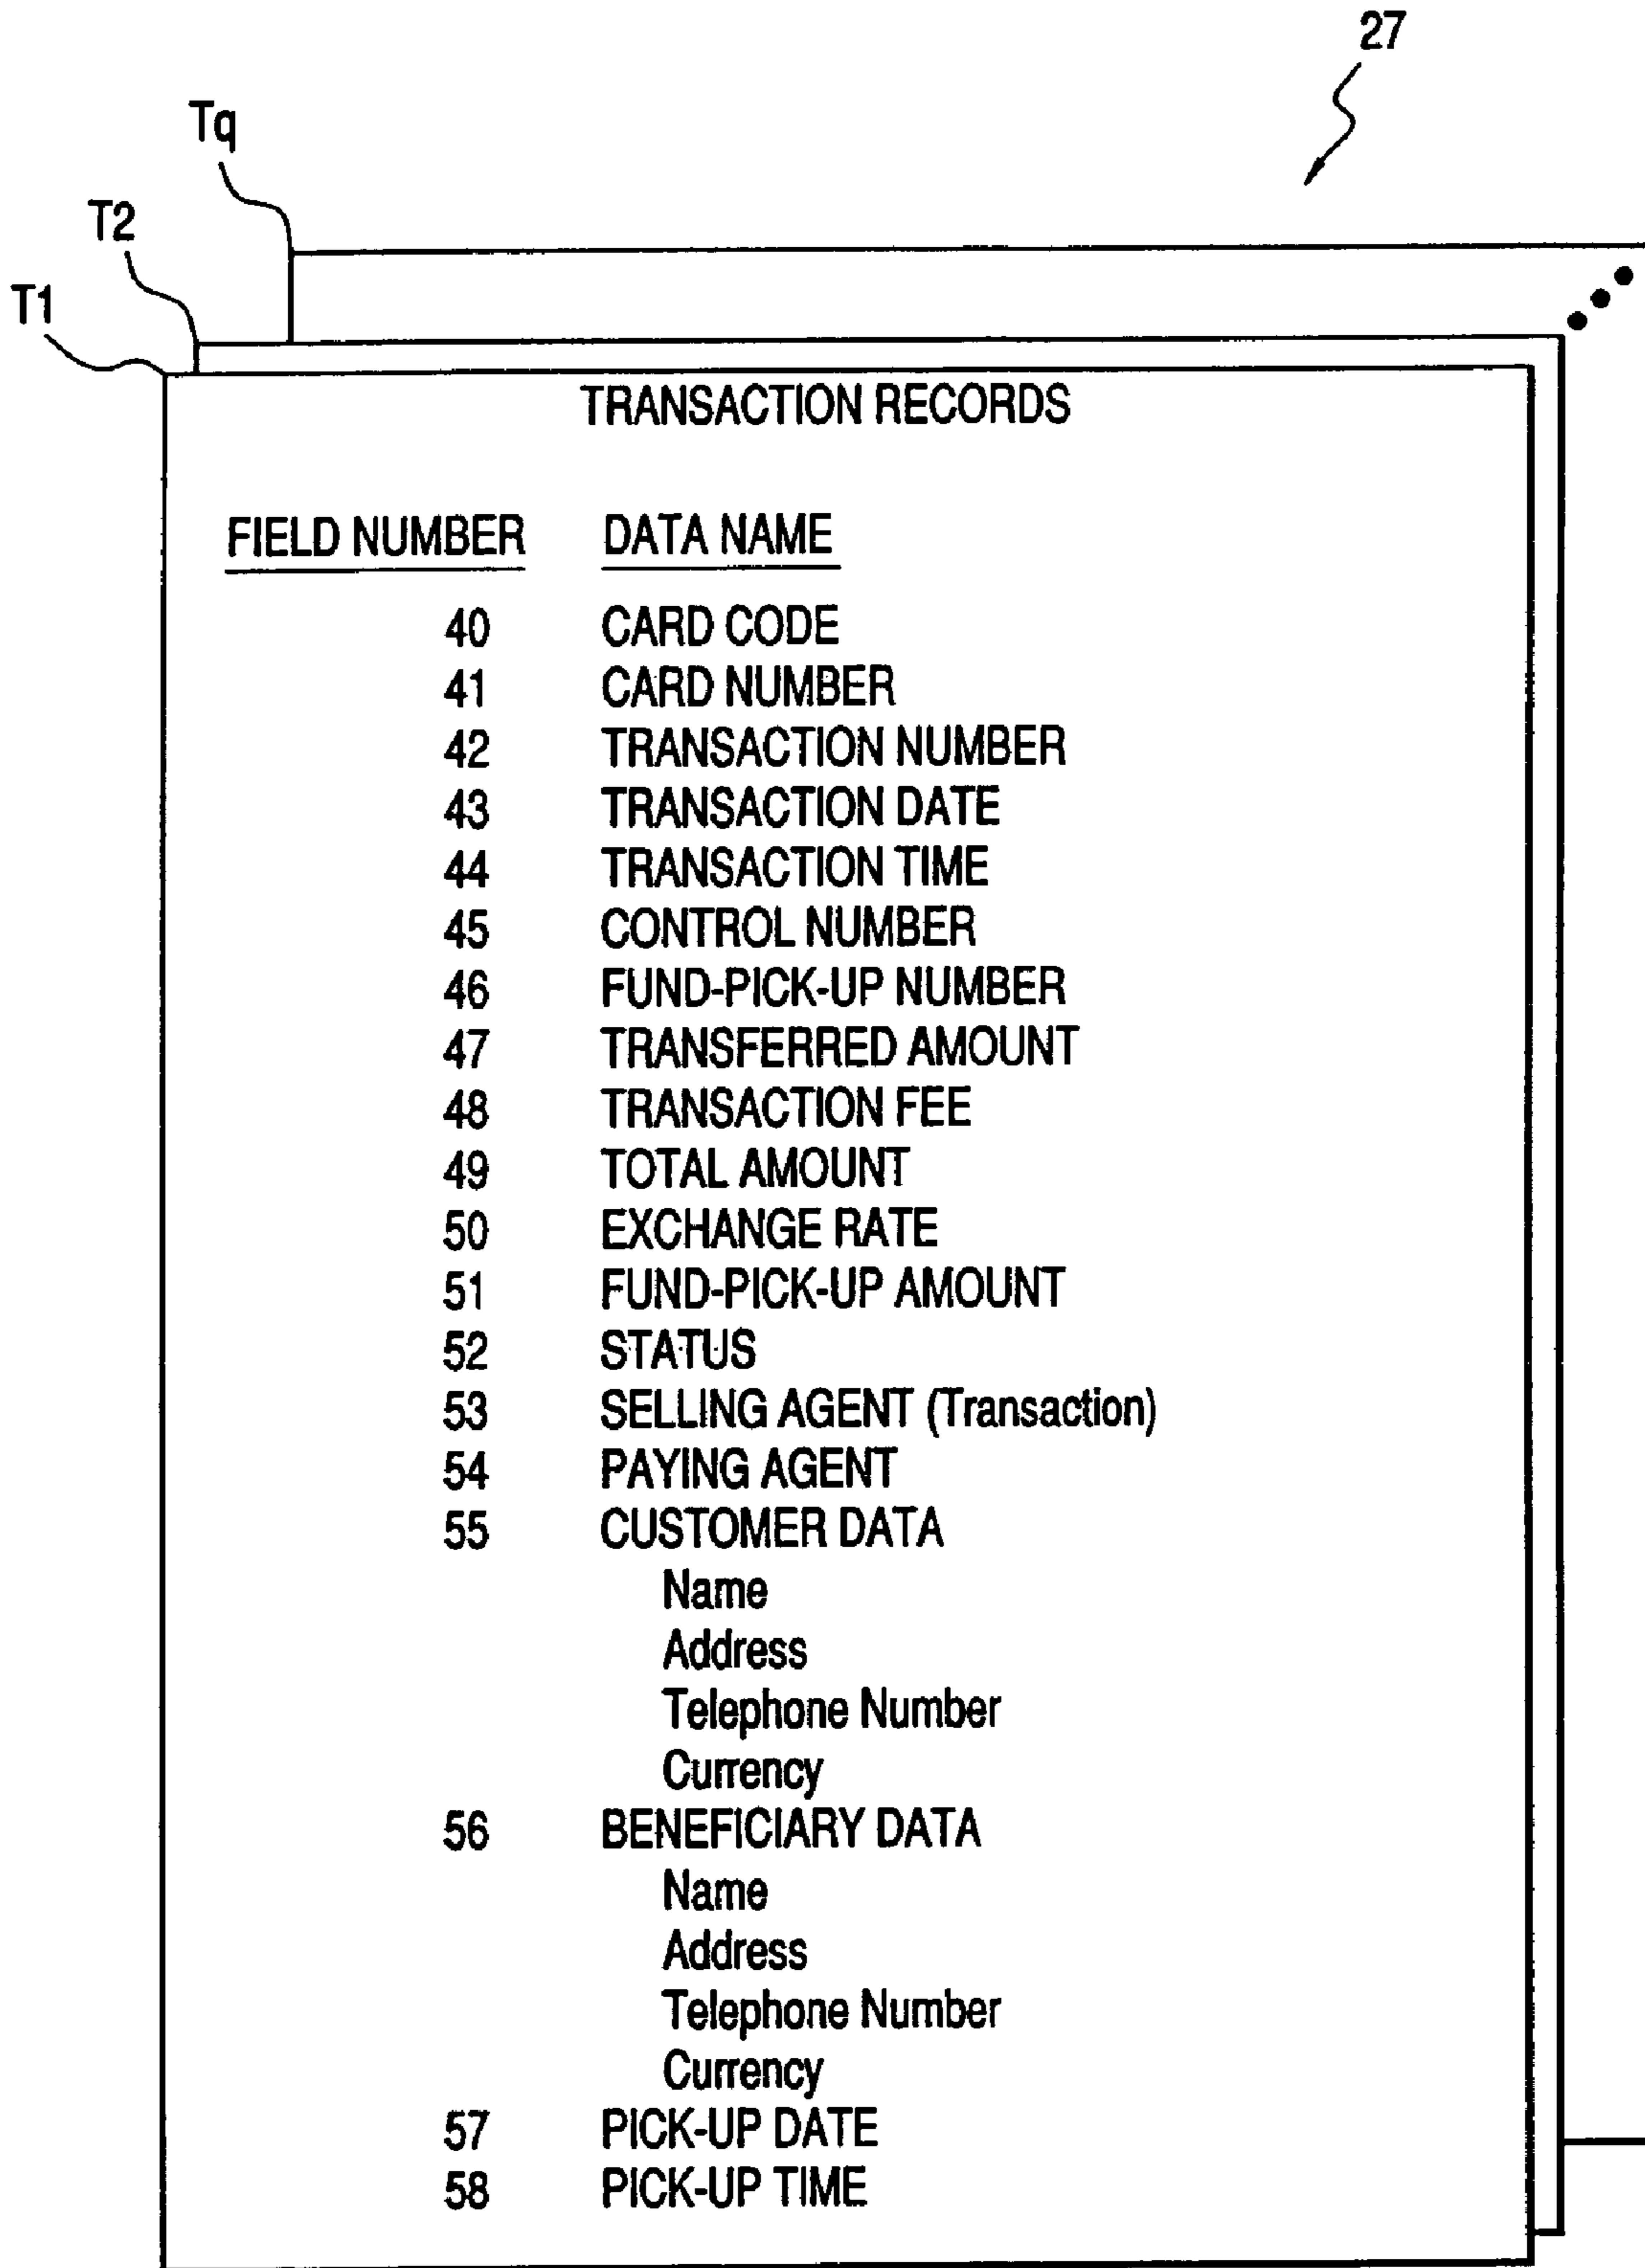 27
Tq
T2
T1
TRANSACTION RECORDS
FIELD NUMBER DATA NAME
40 CARD CODE
41 CARD NUMBER
42 TRANSACTION NUMBER
43 TRANSACTION DATE
44 TRANSACTION TIME
45 CONTROL NUMBER
46 FUND-PICK-UP NUMBER
47 TRANSFERRED AMOUNT
48 TRANSACTION FEE
49 TOTAL AMOUNT
50 EXCHANGE RATE
51 FUND-PICK-UP AMOUNT
52 STATUS
53 SELLING AGENT (Transaction)
54 PAYING AGENT
55 CUSTOMER DATA
Name
Address
Telephone Number
Currency
56 BENEFICIARY DATA
Name
Address
Telephone Number
Currency
57 PICK-UP DATE
58 PICK-UP TIME